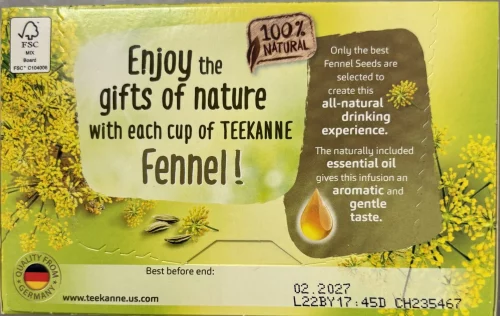 FSC
MIX
Board
FSC® C104056
Enjoy the
gifts of nature
with each cup of TEEKANNE
Fennel!
100%
NATURAL
Only the best
Fennel Seeds are
selected to
create this
all-natural
drinking
experience.
The naturally included
essential oil
gives this infusion an
aromatic and
gentle
taste.
QUALITY FROM
GERMANY
Best before end:
www.teekanne.us.com
02.2027
L22BY17:45D CH235467